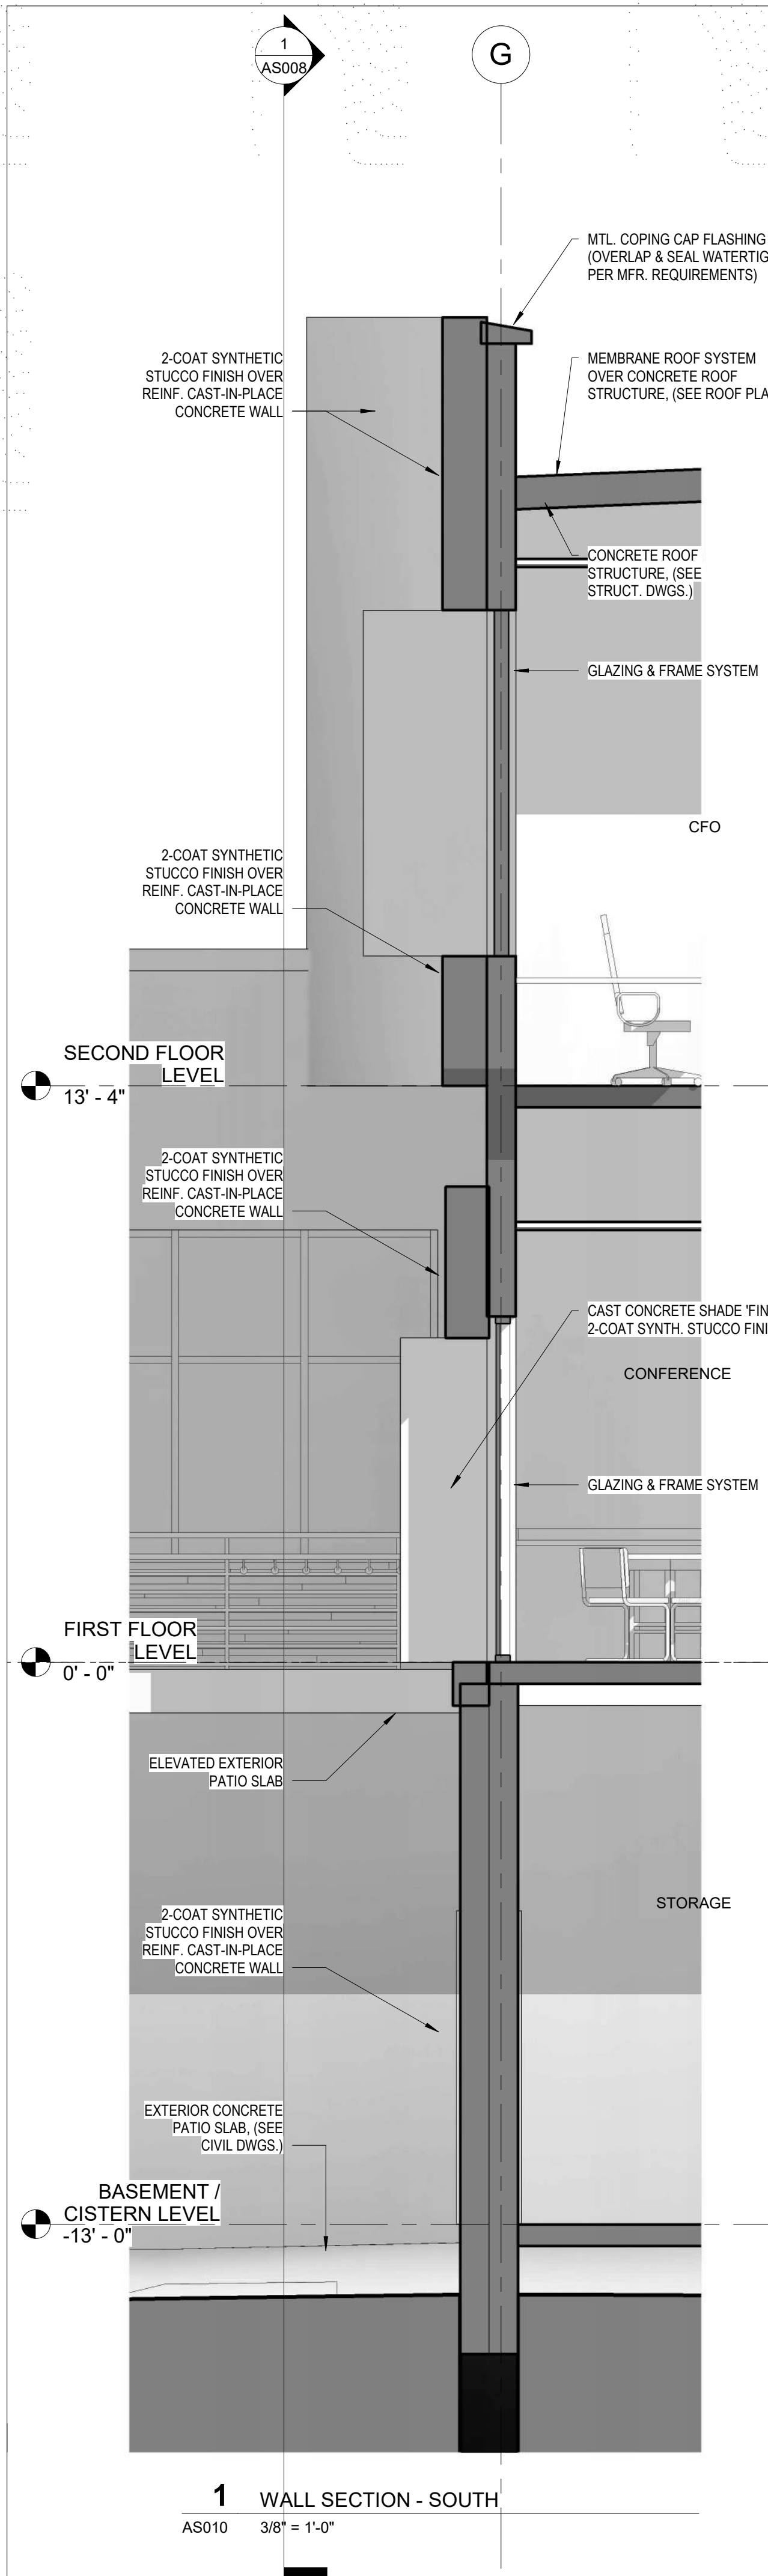 1
AS008
G
MTL. COPING CAP FLASHING
(OVERLAP & SEAL WATERTIG
PER MFR. REQUIREMENTS)
2-COAT SYNTHETIC
STUCCO FINISH OVER
REINF. CAST-IN-PLACE
CONCRETE WALL
MEMBRANE ROOF SYSTEM
OVER CONCRETE ROOF
STRUCTURE, (SEE ROOF PLA
CONCRETE ROOF
STRUCTURE, (SEE
STRUCT. DWGS.)
GLAZING & FRAME SYSTEM
CFO
2-COAT SYNTHETIC
STUCCO FINISH OVER
REINF. CAST-IN-PLACE
CONCRETE WALL
SECOND FLOOR
LEVEL
13' - 4"
2-COAT SYNTHETIC
STUCCO FINISH OVER
REINF. CAST-IN-PLACE
CONCRETE WALL
CAST CONCRETE SHADE 'FIN
2-COAT SYNTH. STUCCO FINI
CONFERENCE
GLAZING & FRAME SYSTEM
FIRST FLOOR
LEVEL
0' - 0"
ELEVATED EXTERIOR
PATIO SLAB
STORAGE
2-COAT SYNTHETIC
STUCCO FINISH OVER
REINF. CAST-IN-PLACE
CONCRETE WALL
EXTERIOR CONCRETE
PATIO SLAB, (SEE
CIVIL DWGS.)
BASEMENT /
CISTERN LEVEL
-13' - 0"
1 WALL SECTION - SOUTH
AS010 3/8" = 1'-0"